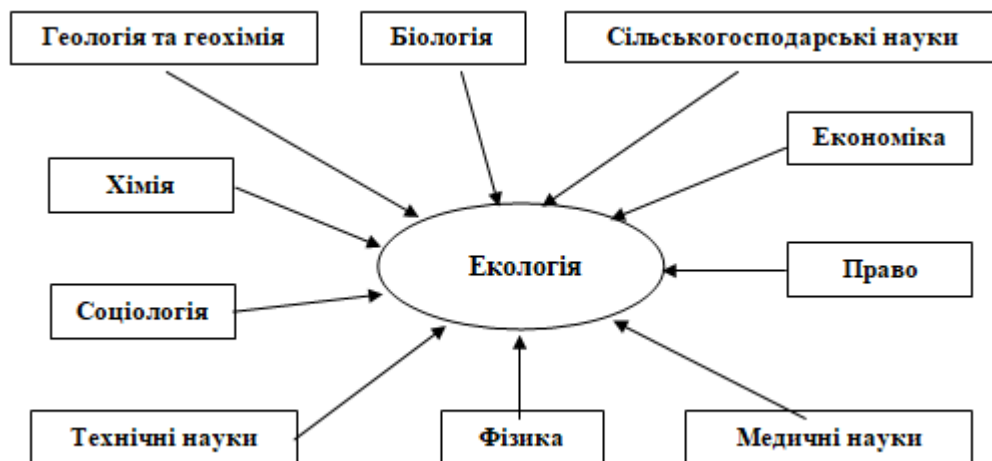 Геологія та геохімія
Біологія
Сільськогосподарські науки
Економіка
Хімія
Екологія
Право
Соціологія
Технічні науки
Фізика
Медичні науки